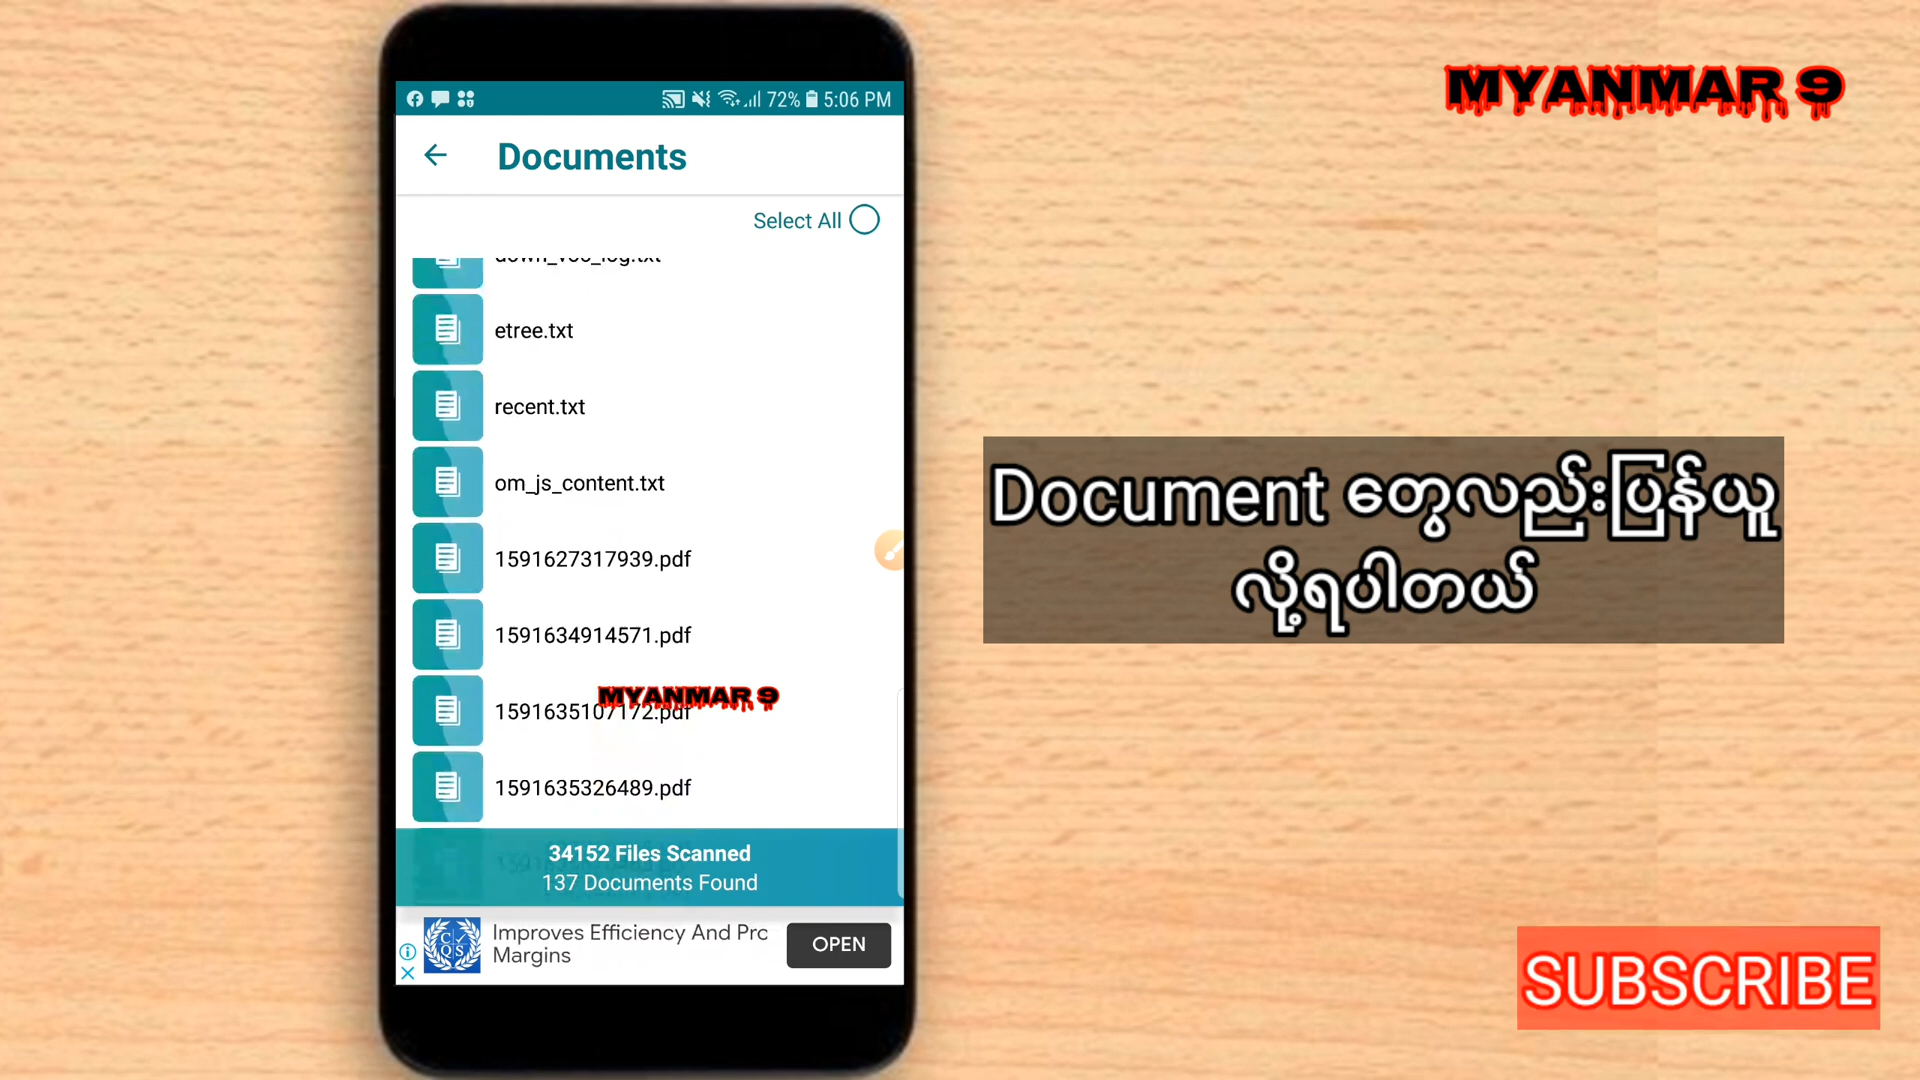 72% 5:06 PM
MYANMAR 9
Documents
Select All
etree.txt
recent.txt
om_js_content.txt
1591627317939.pdf
1591634914571.pdf
MYANMAR 9
1591635107172.pdf
1591635326489.pdf
34152 Files Scanned
137 Documents Found
Improves Efficiency And Pro
Margins
OPEN
Document တွေလည်းပြန်ယူ
လို့ရပါတယ်
SUBSCRIBE